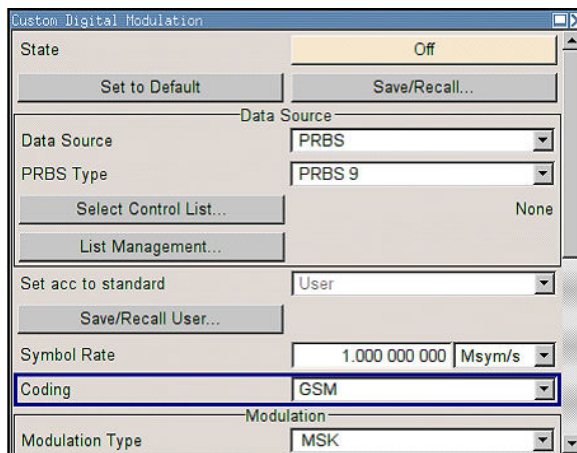 Custom Digital Modulation
State Off
Set to Default Save/Recall...
Data Source
Data Source PRBS
PRBS Type PRBS 9
Select Control List... None
List Management...
Set acc to standard User
Save/Recall User...
Symbol Rate 1.000 000 000 Msym/s
Coding GSM
Modulation
Modulation Type MSK